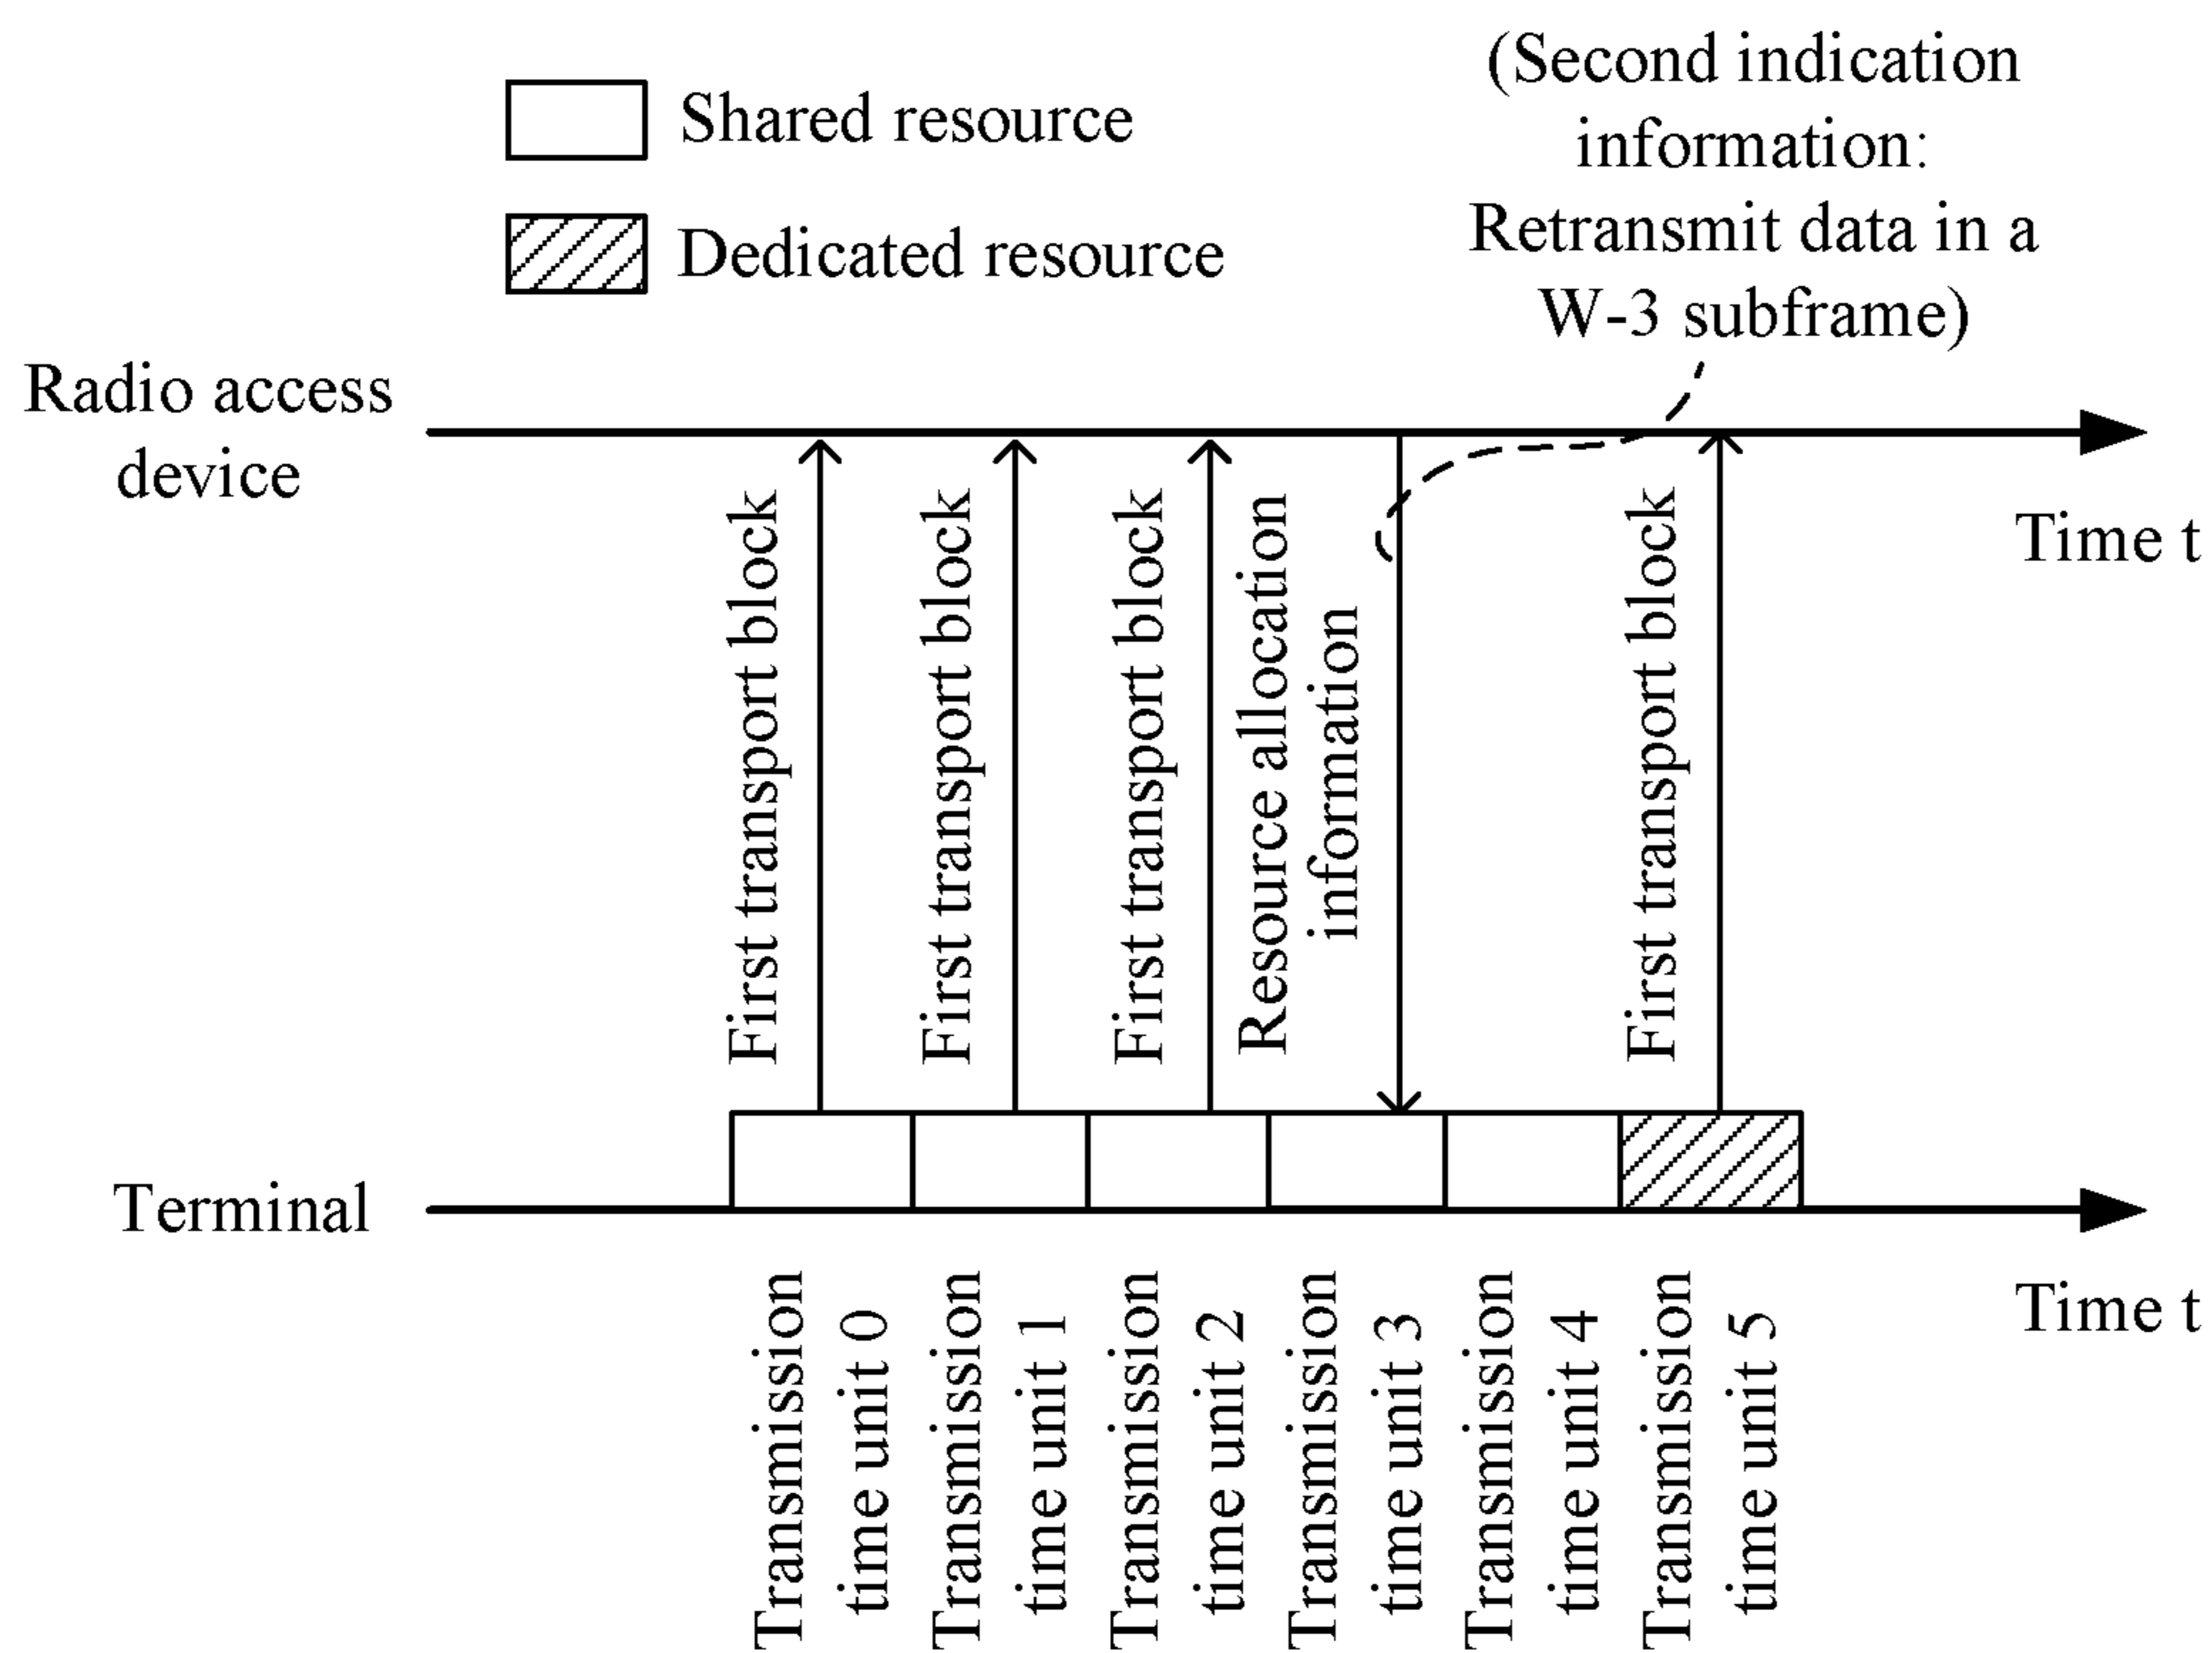 Shared resource
Dedicated resource
(Second indication
information:
Retransmit data in a
W-3 subframe)
Radio access
device
Time t
First transport block
First transport block
First transport block
Resource allocation
information
First transport block
Terminal
Time t
Transmission
time unit 0
Transmission
time unit 1
Transmission
time unit 2
Transmission
time unit 3
Transmission
time unit 4
Transmission
time unit 5